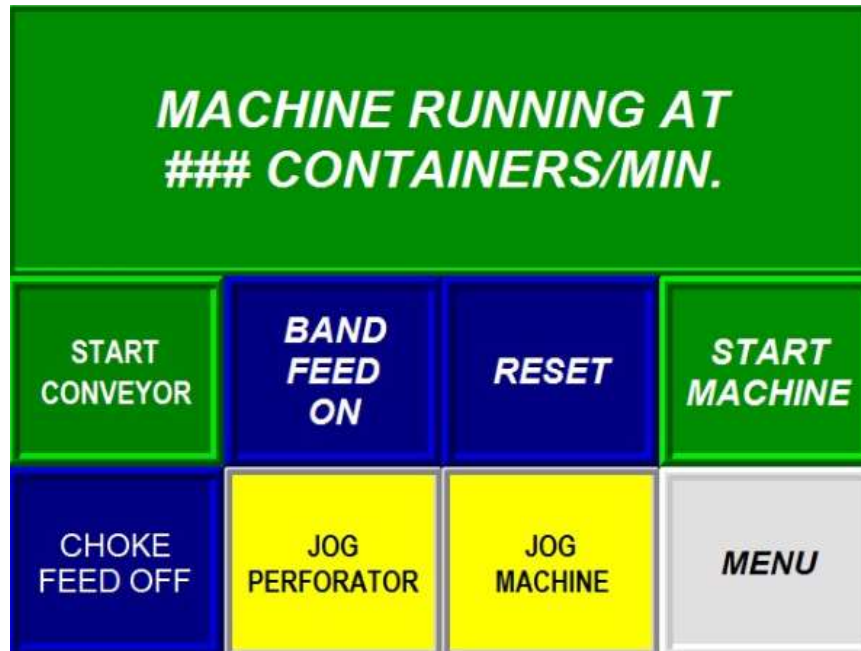 MACHINE RUNNING AT
### CONTAINERS/MIN.
START
CONVEYOR
BAND
FEED
ON
RESET
START
MACHINE
CHOKE
FEED OFF
JOG
PERFORATOR
JOG
MACHINE
MENU